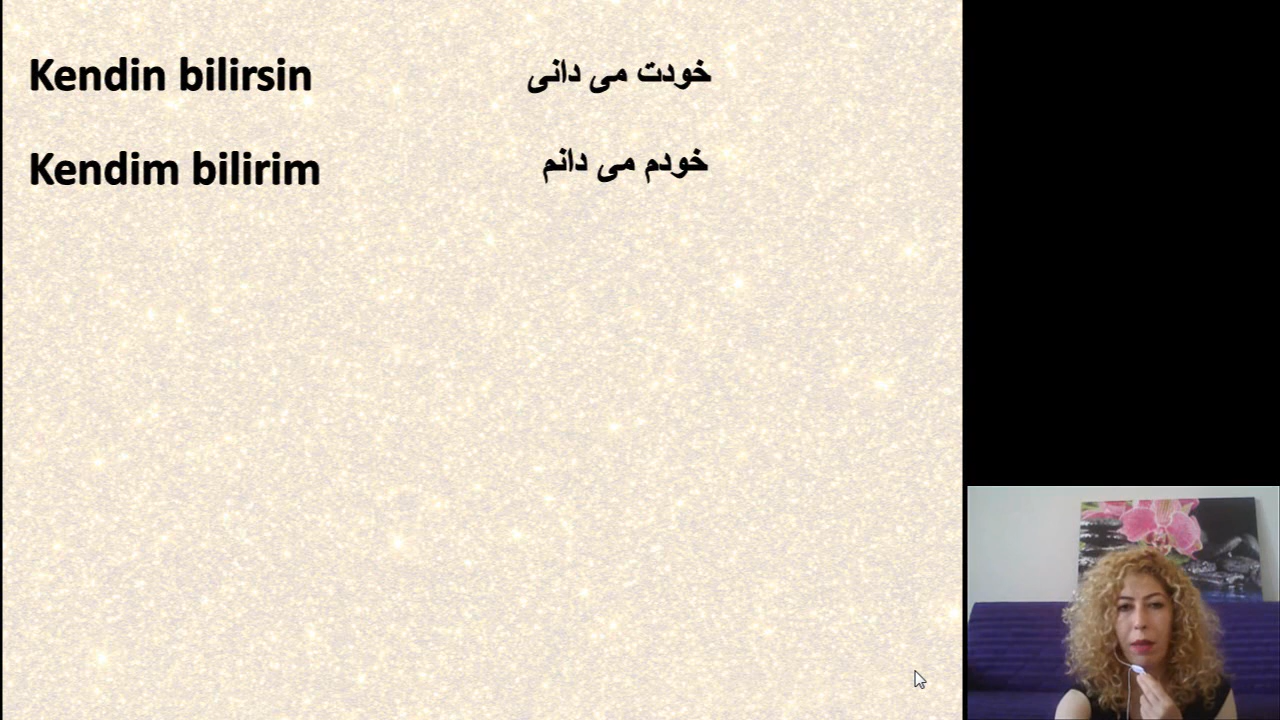 Kendin bilirsin خودت می دانی
Kendim bilirim خودم می دانم